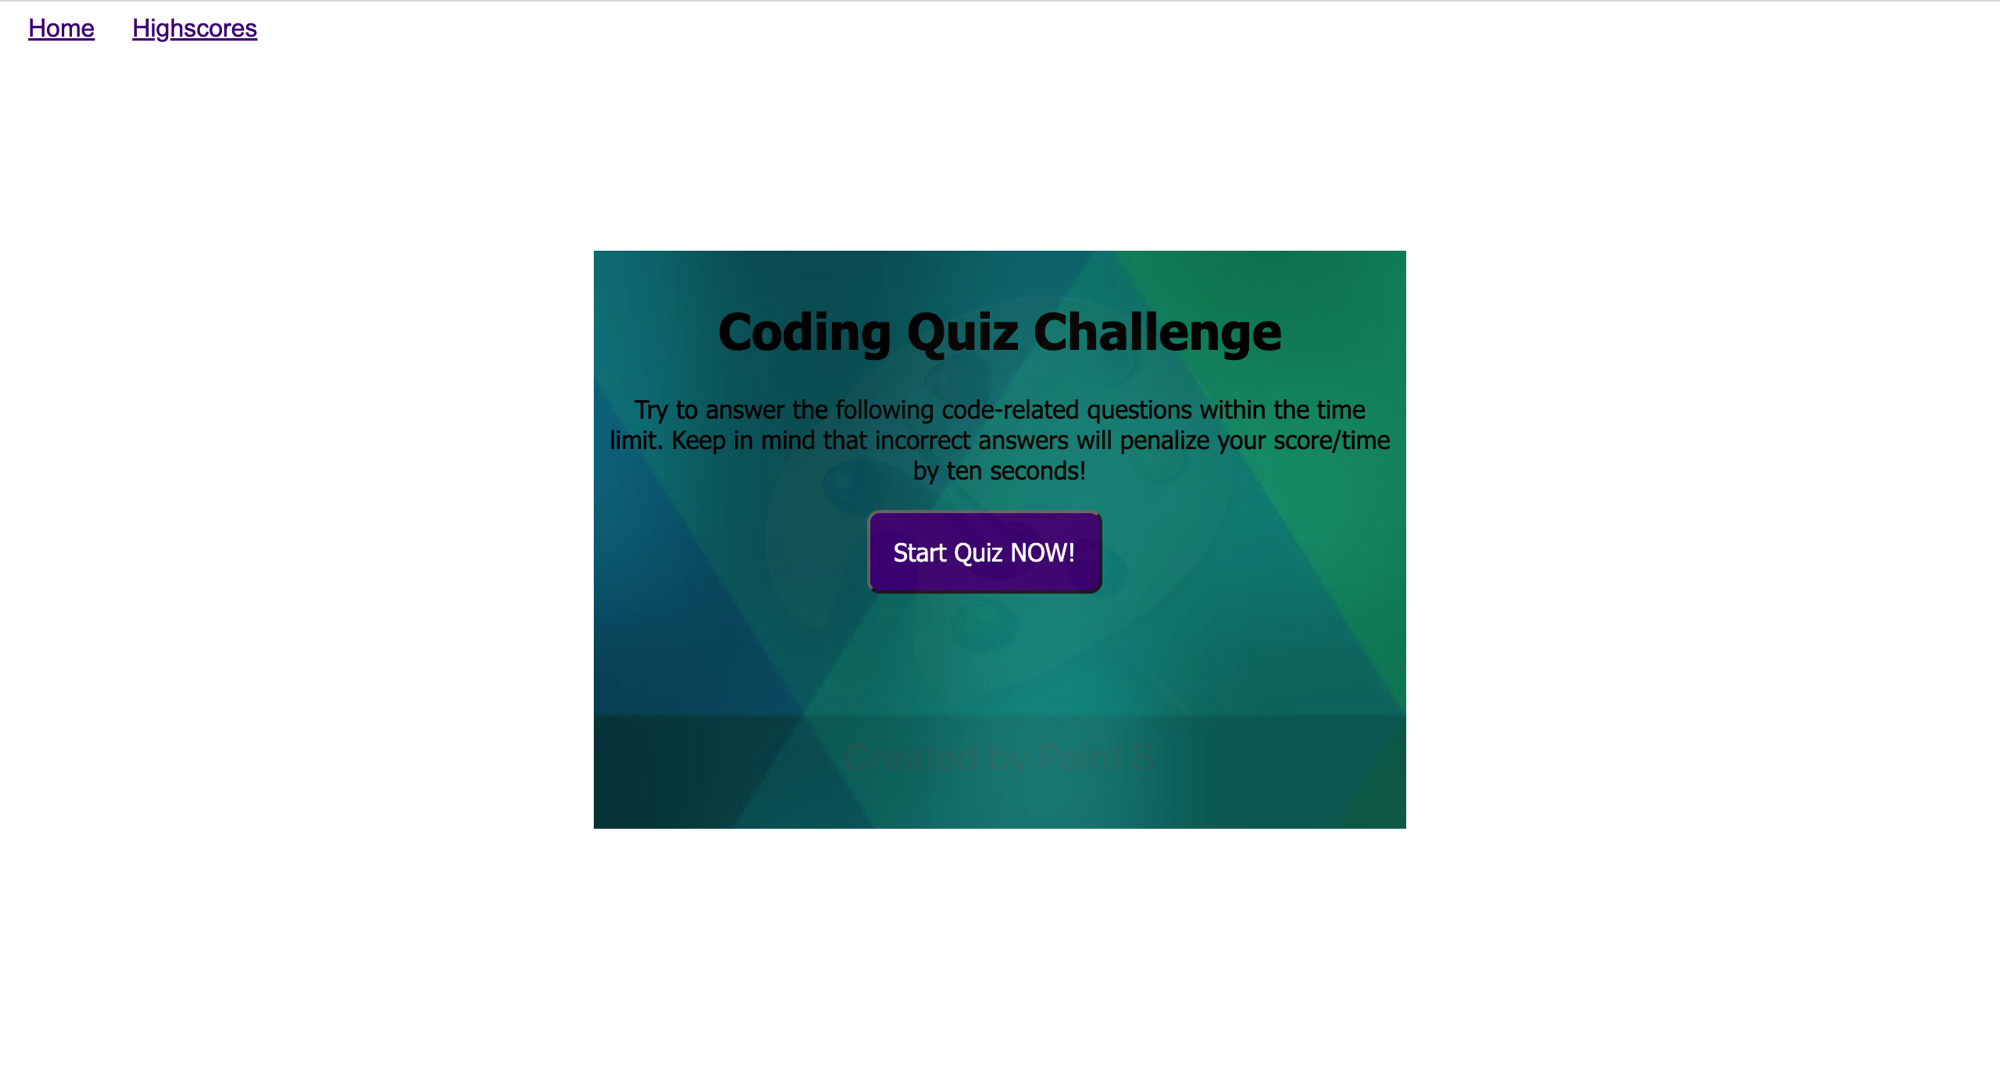 Home Highscores
Coding Quiz Challenge
Try to answer the following code-related questions within the time
limit. Keep in mind that incorrect answers will penalize your score/time
by ten seconds!
Start Quiz NOW!
Created by Paint S